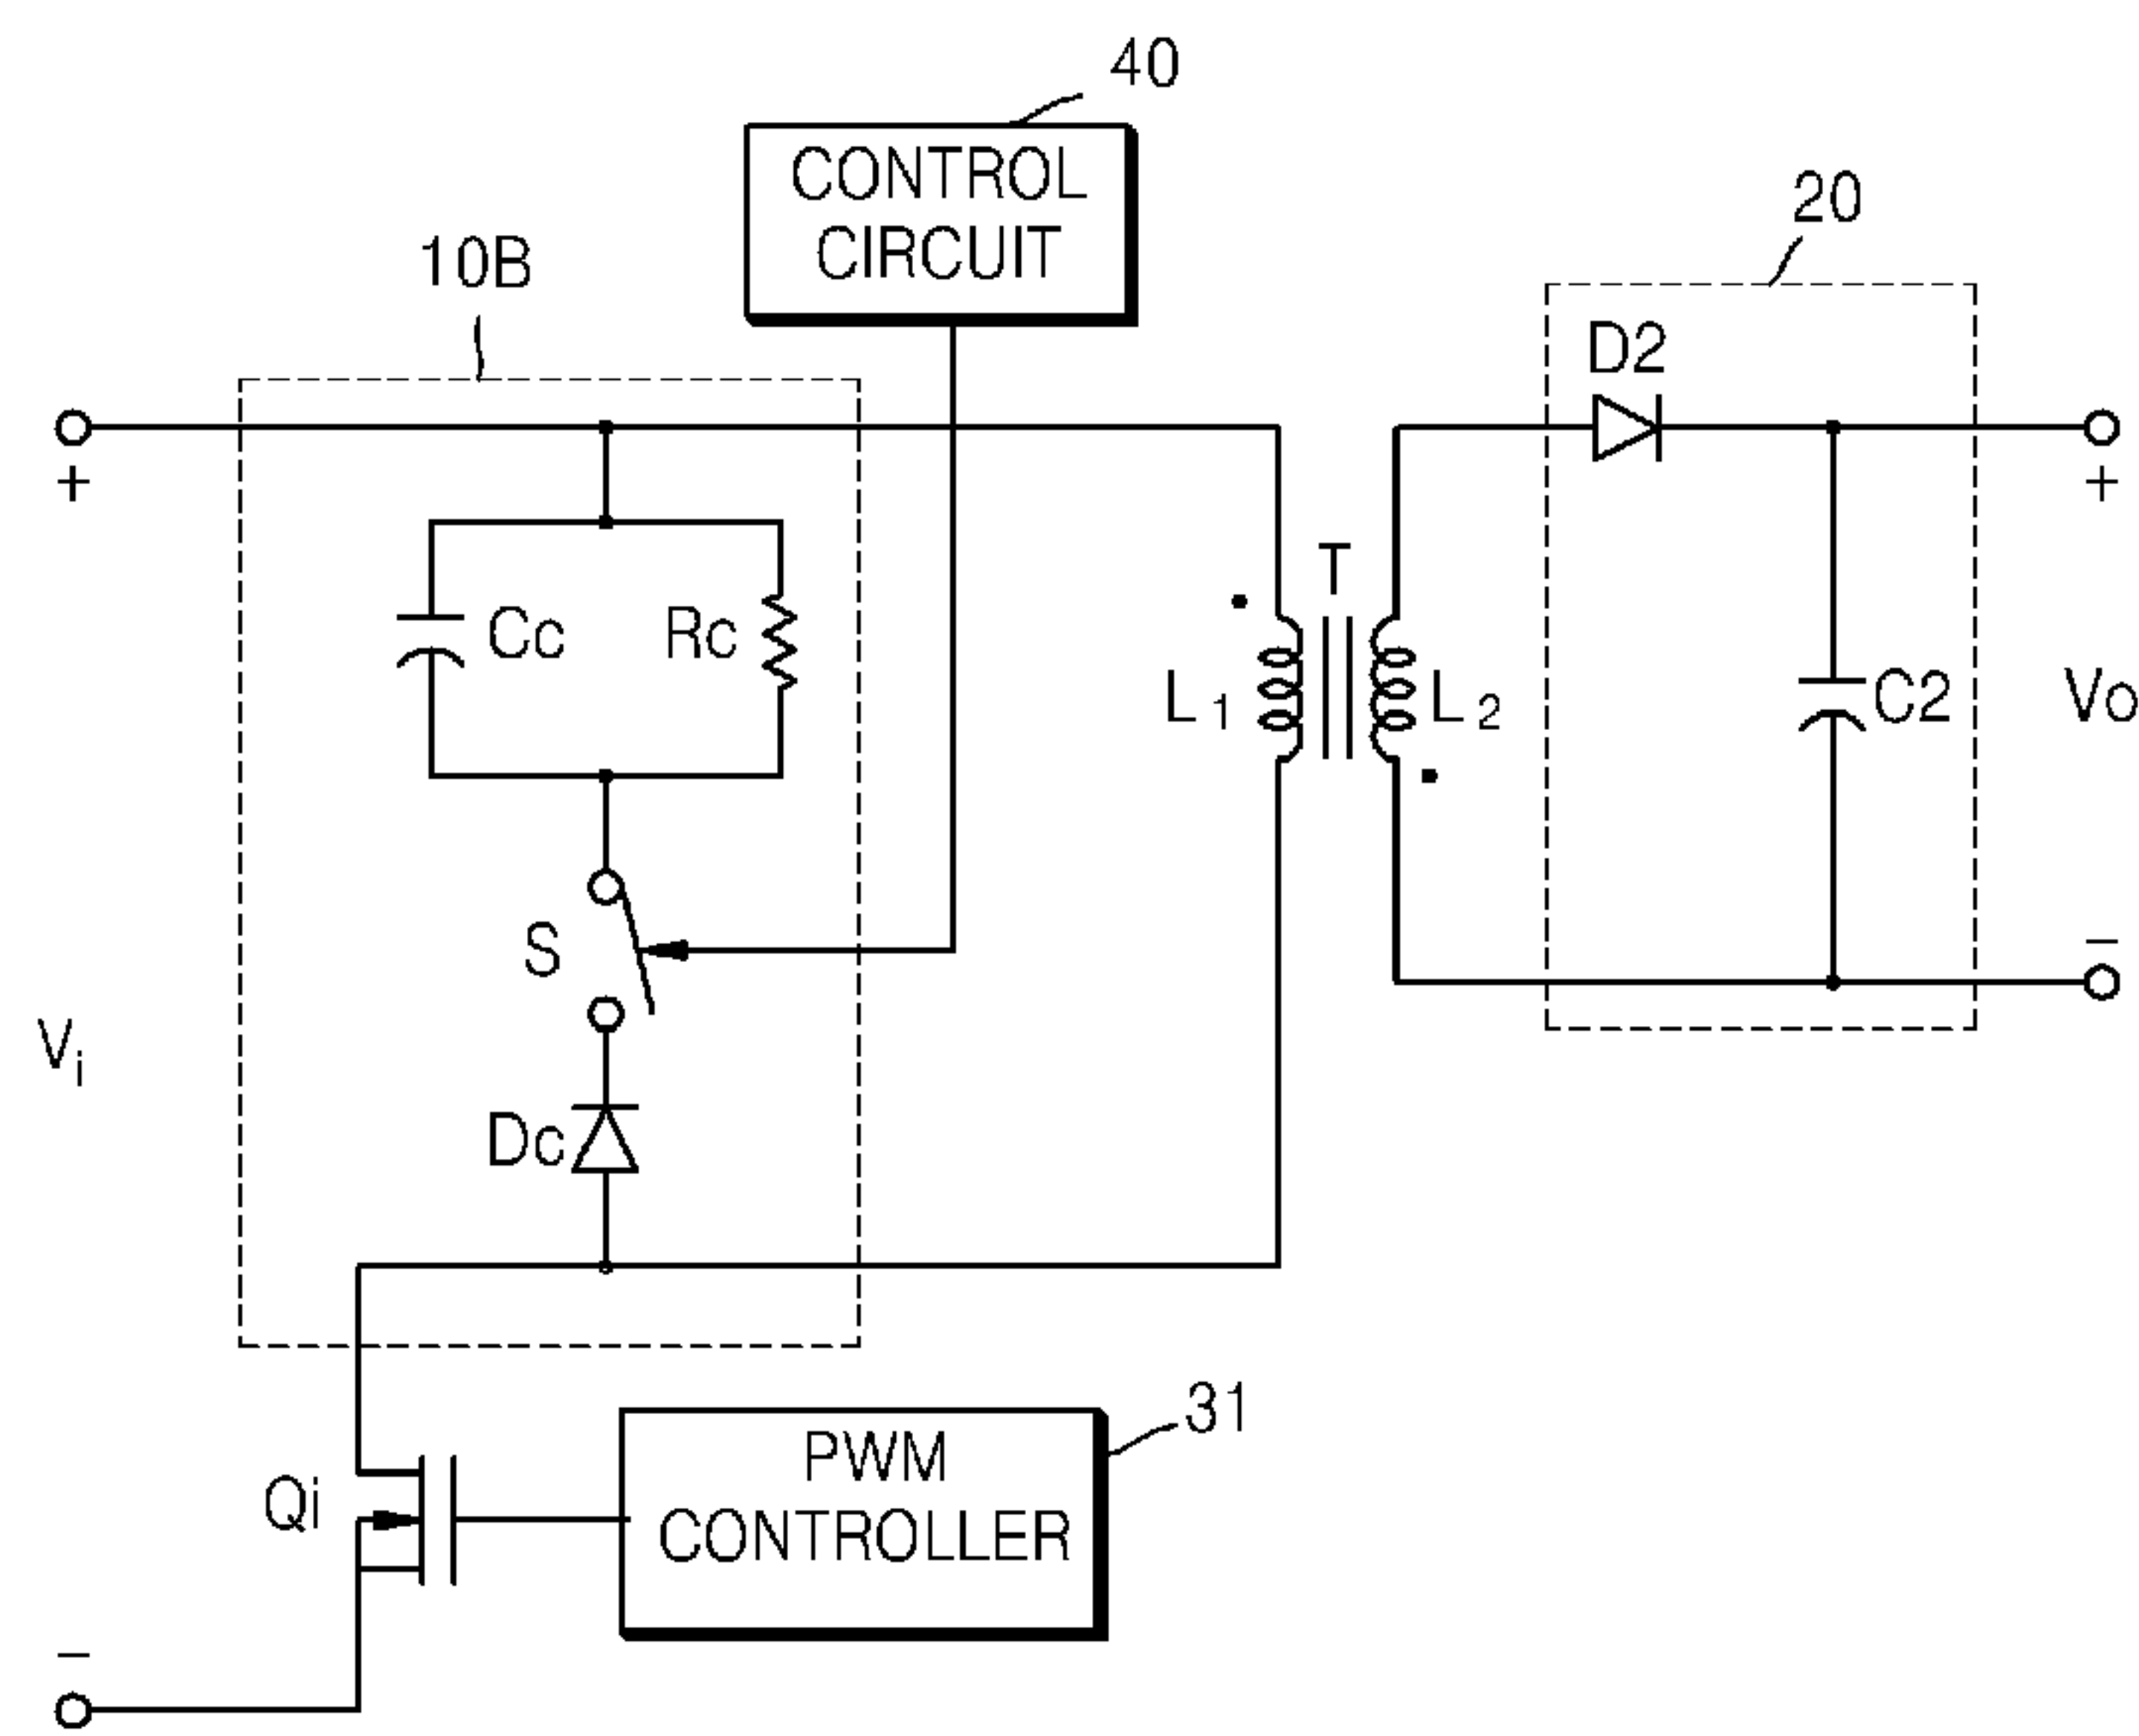 40
CONTROL
CIRCUIT
20
10B
D2
+
+
T
Cc
Rc
L1
L2
C2
Vo
S
−
Vi
Dc
31
PWM
CONTROLLER
Qi
−